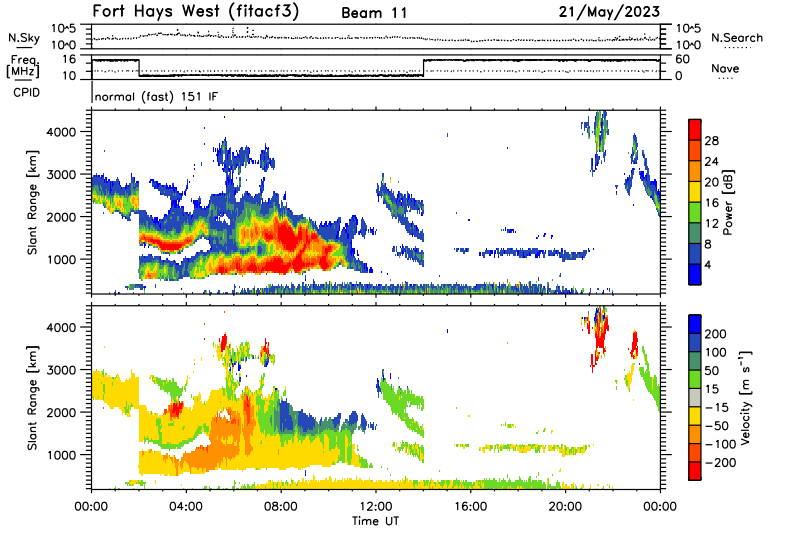 Fort Hays West (fitacf3) Beam 11 21/May/2023
N.Sky 10^5 10^0 10^5 10^0 N.Search
Freq. [MHz] 16 10 60 0 Nave
CPID normal (fast) 151 IF
Slant Range [km] 4000 3000 2000 1000
Power [dB] 28 24 20 16 12 8 4
Slant Range [km] 4000 3000 2000 1000
Velocity [m s⁻¹] 200 100 50 15 −15 −50 −100 −200
00:00 04:00 08:00 12:00 16:00 20:00 00:00
Time UT